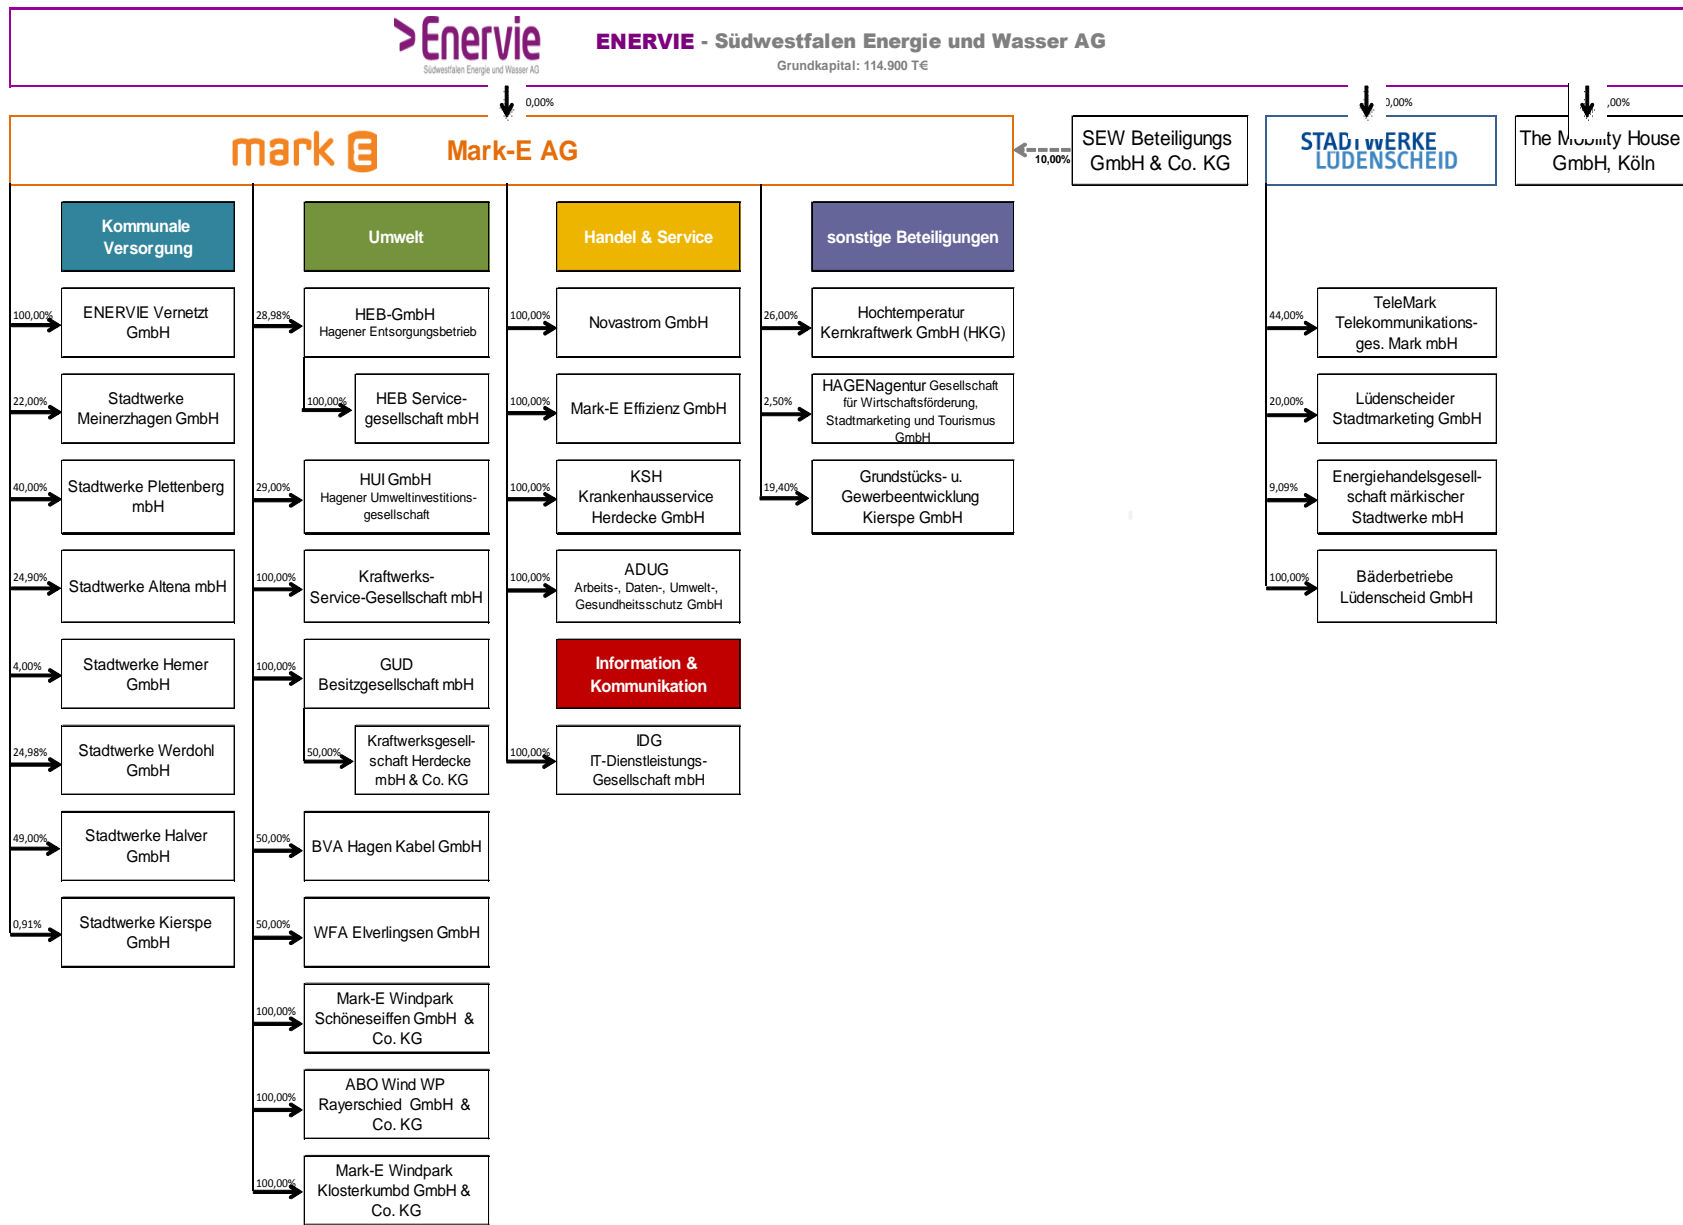 Enervie
Südwestfalen Energie und Wasser AG
ENERVIE - Südwestfalen Energie und Wasser AG
Grundkapital: 114.900 T€
0,00%
0,00%
,00%
mark E
Mark-E AG
10,00%
SEW Beteiligungs
GmbH & Co. KG
STADTWERKE
LÜDENSCHEID
The Mobility House
GmbH, Köln
Kommunale
Versorgung
100,00%
ENERVIE Vernetzt
GmbH
22,00%
Stadtwerke
Meinerzhagen GmbH
40,00%
Stadtwerke Plettenberg
mbH
24,90%
Stadtwerke Altena mbH
4,00%
Stadtwerke Hemer
GmbH
24,98%
Stadtwerke Werdohl
GmbH
49,00%
Stadtwerke Halver
GmbH
0,91%
Stadtwerke Kierspe
GmbH
Umwelt
28,98%
HEB-GmbH
Hagener Entsorgungsbetrieb
100,00%
HEB Service-
gesellschaft mbH
29,00%
HUI GmbH
Hagener Umweltinvestitions-
gesellschaft
100,00%
Kraftwerks-
Service-Gesellschaft mbH
100,00%
GUD
Besitzgesellschaft mbH
50,00%
Kraftwerksgesell-
schaft Herdecke
mbH & Co. KG
50,00%
BVA Hagen Kabel GmbH
50,00%
WFA Elverlingsen GmbH
100,00%
Mark-E Windpark
Schöneseiffen GmbH &
Co. KG
100,00%
ABO Wind WP
Rayerschied GmbH &
Co. KG
100,00%
Mark-E Windpark
Klosterkumbd GmbH &
Co. KG
Handel & Service
100,00%
Novastrom GmbH
100,00%
Mark-E Effizienz GmbH
100,00%
KSH
Krankenhausservice
Herdecke GmbH
100,00%
ADUG
Arbeits-, Daten-, Umwelt-,
Gesundheitsschutz GmbH
Information &
Kommunikation
100,00%
IDG
IT-Dienstleistungs-
Gesellschaft mbH
sonstige Beteiligungen
26,00%
Hochtemperatur
Kernkraftwerk GmbH (HKG)
2,50%
HAGENagentur Gesellschaft
für Wirtschaftsförderung,
Stadtmarketing und Tourismus
GmbH
19,40%
Grundstücks- u.
Gewerbeentwicklung
Kierspe GmbH
44,00%
TeleMark
Telekommunikations-
ges. Mark mbH
20,00%
Lüdenscheider
Stadtmarketing GmbH
9,09%
Energiehandelsgesell-
schaft märkischer
Stadtwerke mbH
100,00%
Bäderbetriebe
Lüdenscheid GmbH